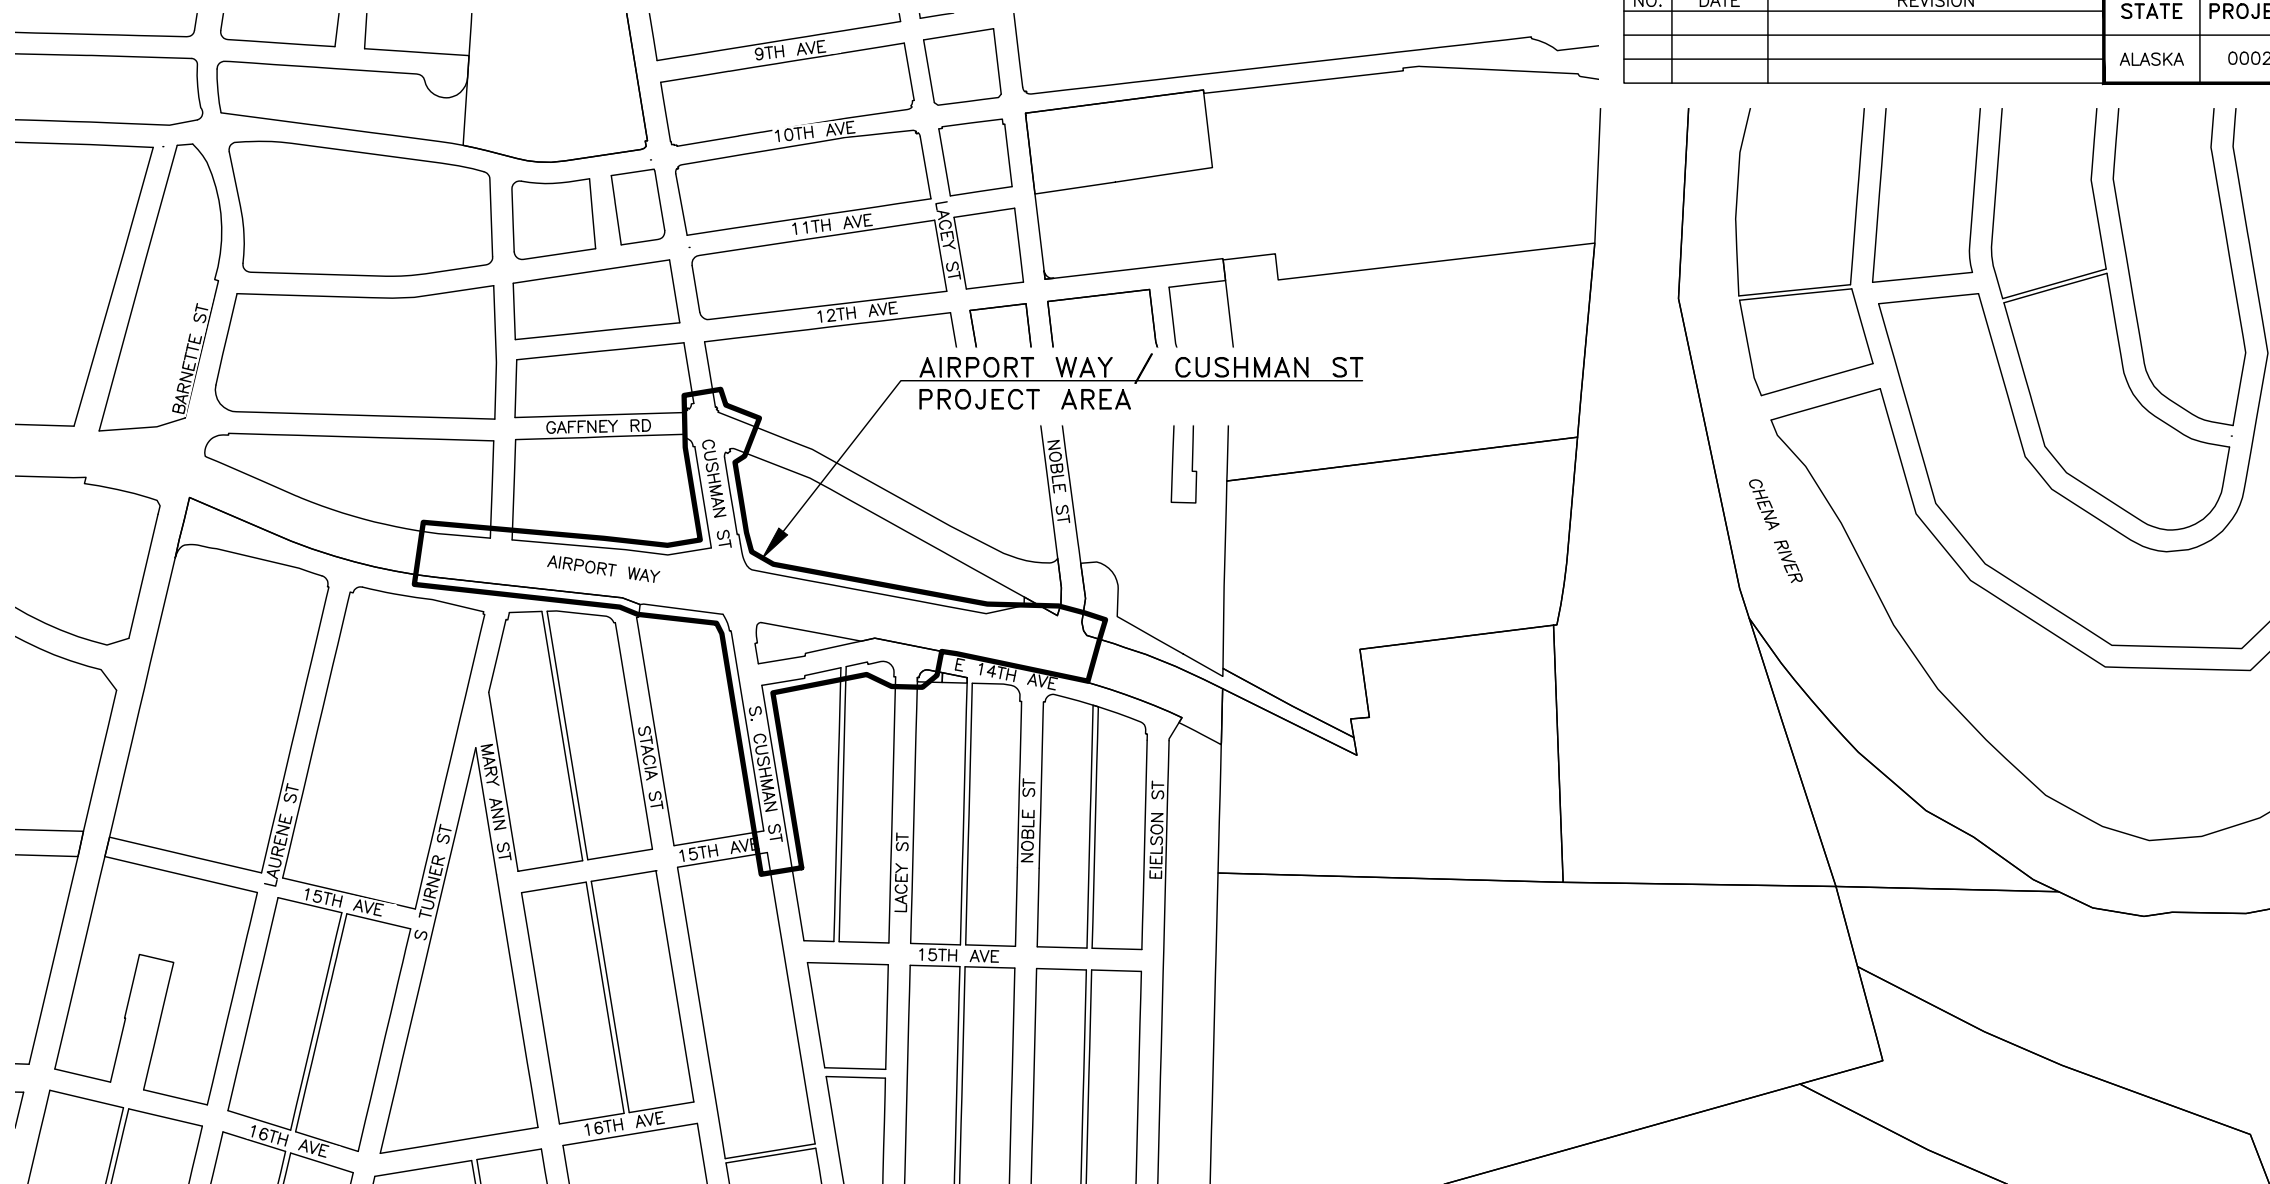 NO. DATE REVISION
STATE PROJE
ALASKA 0002
9TH AVE
10TH AVE
11TH AVE
LACEY ST
12TH AVE
BARNETTE ST
AIRPORT WAY / CUSHMAN ST
PROJECT AREA
GAFFNEY RD
CUSHMAN ST
NOBLE ST
CHENA RIVER
AIRPORT WAY
E 14TH AVE
S. CUSHMAN ST
STACIA ST
MARY ANN ST
LAURENE ST
S TURNER ST
15TH AVE
LACEY ST
NOBLE ST
EIELSON ST
15TH AVE
15TH AVE
16TH AVE
16TH AVE